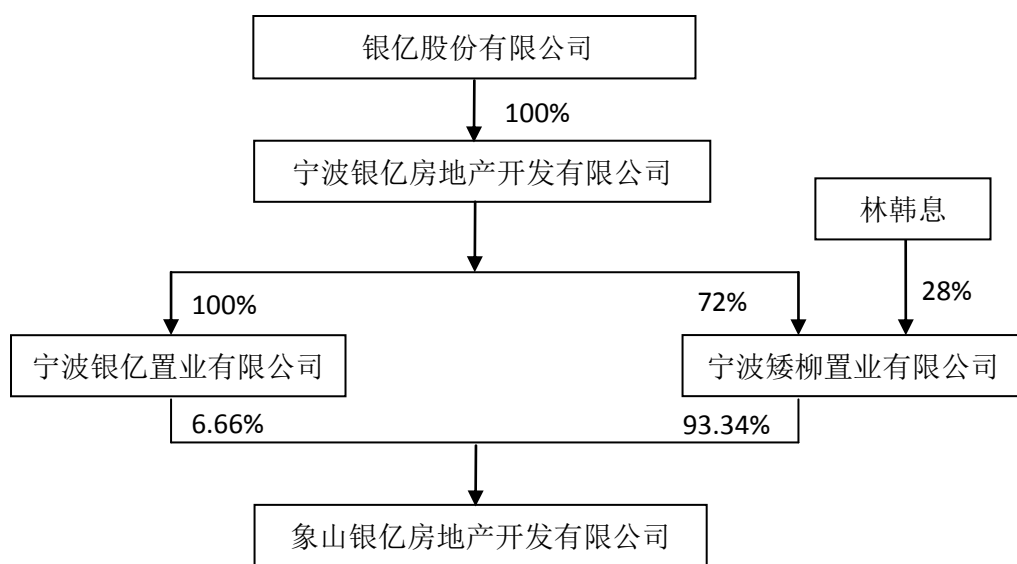 银亿股份有限公司
100%
宁波银亿房地产开发有限公司
林韩息
100%
72%
28%
宁波银亿置业有限公司
宁波矮柳置业有限公司
6.66%
93.34%
象山银亿房地产开发有限公司